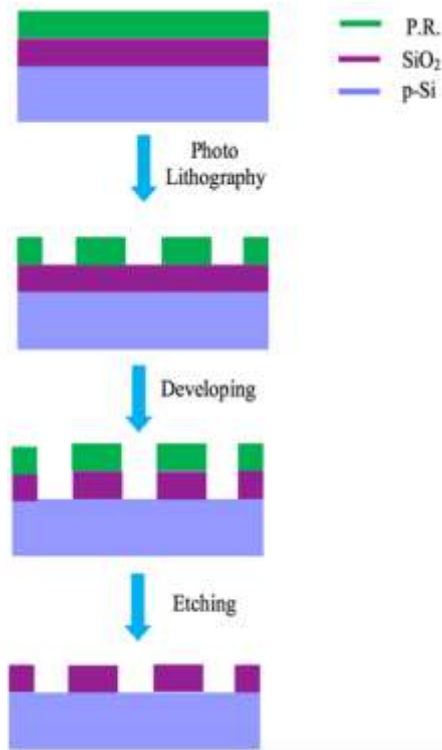 P.R.
SiO₂
p-Si
Photo
Lithography
Developing
Etching